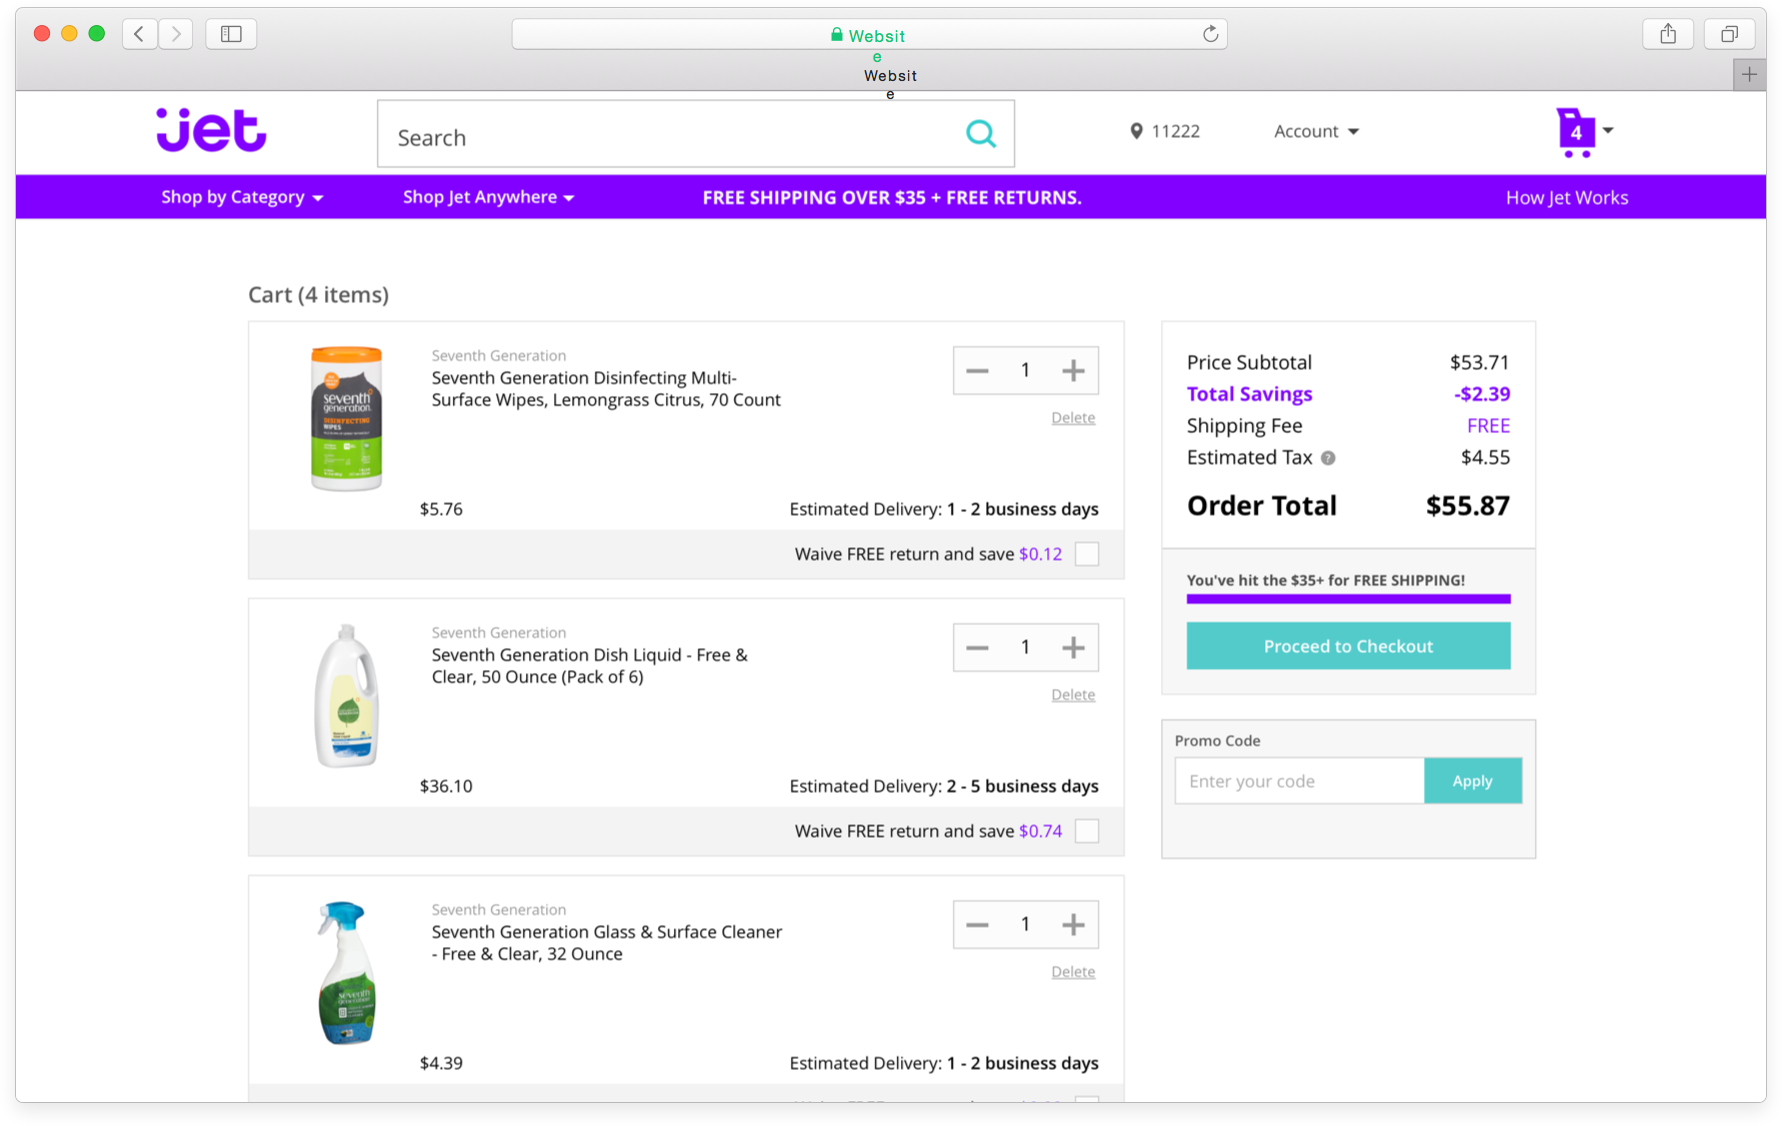 Websit
e
Websit
e
jet
Search
11222
Account
4
Shop by Category
Shop Jet Anywhere
FREE SHIPPING OVER $35 + FREE RETURNS.
How Jet Works
Cart (4 items)
Seventh Generation
Seventh Generation Disinfecting Multi-
Surface Wipes, Lemongrass Citrus, 70 Count
1
Delete
seventh
generation.
DISINFECTING
WIPES
$5.76
Estimated Delivery: 1 - 2 business days
Waive FREE return and save $0.12
Seventh Generation
Seventh Generation Dish Liquid - Free &
Clear, 50 Ounce (Pack of 6)
1
Delete
$36.10
Estimated Delivery: 2 - 5 business days
Waive FREE return and save $0.74
Seventh Generation
Seventh Generation Glass & Surface Cleaner
- Free & Clear, 32 Ounce
1
Delete
seventh
generation
$4.39
Estimated Delivery: 1 - 2 business days
Price Subtotal $53.71
Total Savings -$2.39
Shipping Fee FREE
Estimated Tax ? $4.55
Order Total $55.87
You've hit the $35+ for FREE SHIPPING!
Proceed to Checkout
Promo Code
Enter your code
Apply